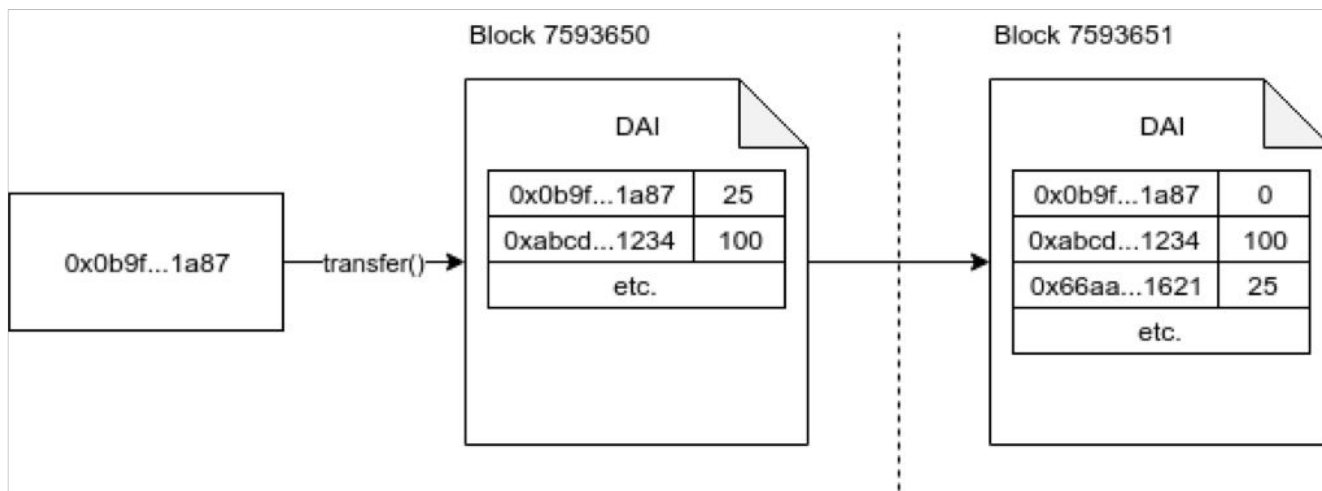 Block 7593650
Block 7593651
DAI
DAI
0x0b9f...1a87 25
0xabcd...1234 100
etc.
0x0b9f...1a87 0
0xabcd...1234 100
0x66aa...1621 25
etc.
0x0b9f...1a87
transfer()